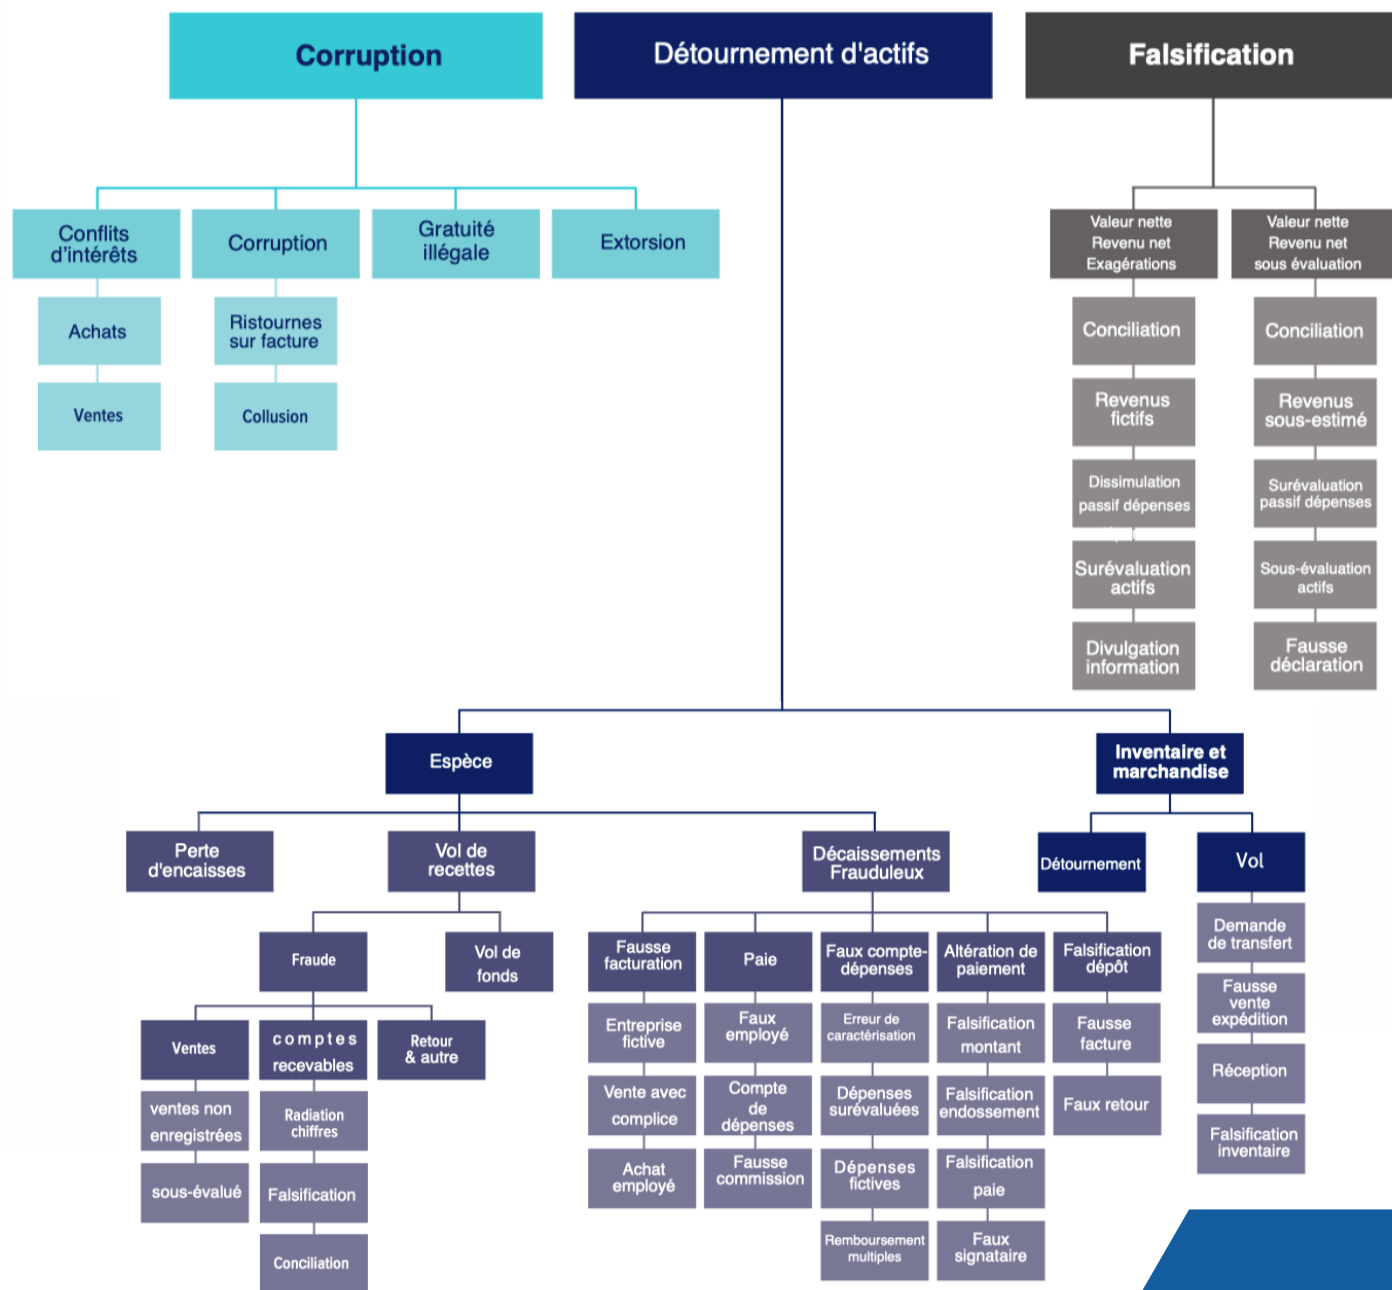 Corruption
Détournement d'actifs
Falsification
Conflits
d'intérêts
Corruption
Gratuité
illégale
Extorsion
Achats
Ventes
Ristournes
sur facture
Collusion
Valeur nette
Revenu net
Exagérations
Valeur nette
Revenu net
sous évaluation
Conciliation
Revenus
fictifs
Dissimulation
passif dépenses
Surévaluation
actifs
Divulgation
information
Conciliation
Revenus
sous-estimé
Surévaluation
passif dépenses
Sous-évaluation
actifs
Fausse
déclaration
Espèce
Inventaire et
marchandise
Perte
d'encaisses
Vol de
recettes
Décaissements
Frauduleux
Détournement
Vol
Fraude
Vol de
fonds
Ventes
comptes
recevables
Retour
& autre
ventes non
enregistrées
sous-évalué
Radiation
chiffres
Falsification
Conciliation
Fausse
facturation
Entreprise
fictive
Vente avec
complice
Achat
employé
Paie
Faux
employé
Compte
de
dépenses
Fausse
commission
Faux compte-
dépenses
Erreur de
caractérisation
Dépenses
surévaluées
Dépenses
fictives
Remboursement
multiples
Altération de
paiement
Falsification
montant
Falsification
endossement
Falsification
paie
Faux
signataire
Falsification
dépôt
Fausse
facture
Faux retour
Demande
de transfert
Fausse
vente
expédition
Réception
Falsification
inventaire